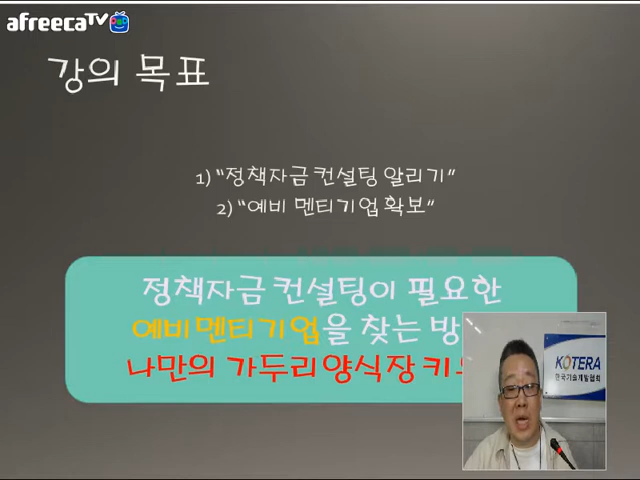 afreecaTV
강의 목표
1) “정책자금 컨설팅 알리기”
2) “예비 멘티기업 확보”
정책자금 컨설팅이 필요한
예비멘티기업을 찾는
나만의 가두리양식장
KOTERA
한국기술개발협회